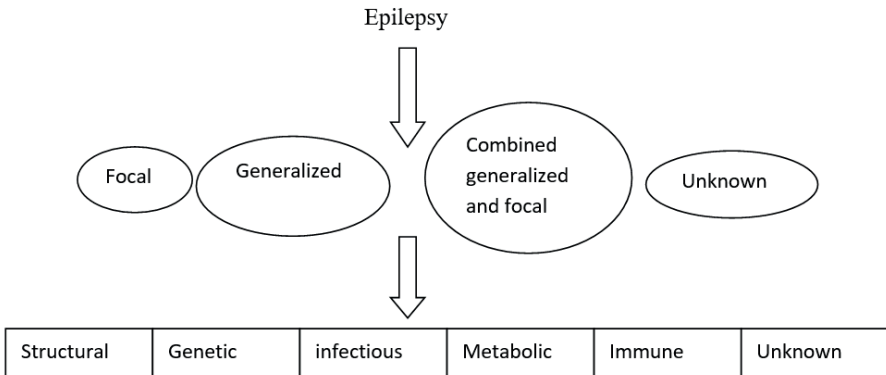 Epilepsy
Focal
Generalized
Combined
generalized
and focal
Unknown
Structural
Genetic
infectious
Metabolic
Immune
Unknown